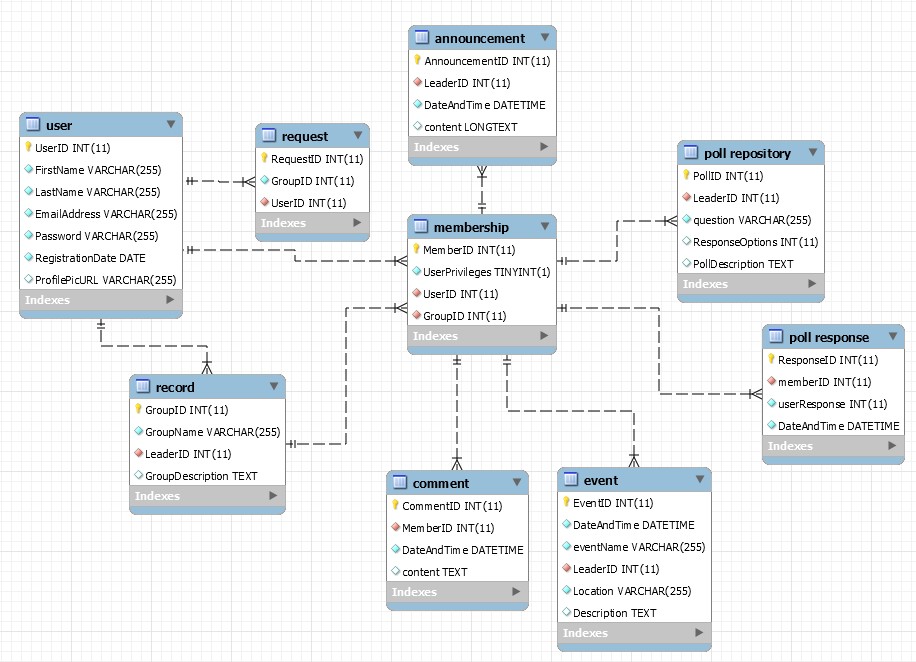 announcement
AnnouncementID INT(11)
LeaderID INT(11)
DateAndTime DATETIME
content LONGTEXT
Indexes
user
UserID INT(11)
FirstName VARCHAR(255)
LastName VARCHAR(255)
EmailAddress VARCHAR(255)
Password VARCHAR(255)
RegistrationDate DATE
ProfilePicURL VARCHAR(255)
Indexes
request
RequestID INT(11)
GroupID INT(11)
UserID INT(11)
Indexes
poll repository
PollID INT(11)
LeaderID INT(11)
question VARCHAR(255)
ResponseOptions INT(11)
PollDescription TEXT
Indexes
membership
MemberID INT(11)
UserPrivileges TINYINT(1)
UserID INT(11)
GroupID INT(11)
Indexes
poll response
ResponseID INT(11)
memberID INT(11)
userResponse INT(11)
DateAndTime DATETIME
Indexes
record
GroupID INT(11)
GroupName VARCHAR(255)
LeaderID INT(11)
GroupDescription TEXT
Indexes
comment
CommentID INT(11)
MemberID INT(11)
DateAndTime DATETIME
content TEXT
Indexes
event
EventID INT(11)
DateAndTime DATETIME
eventName VARCHAR(255)
LeaderID INT(11)
Location VARCHAR(255)
Description TEXT
Indexes